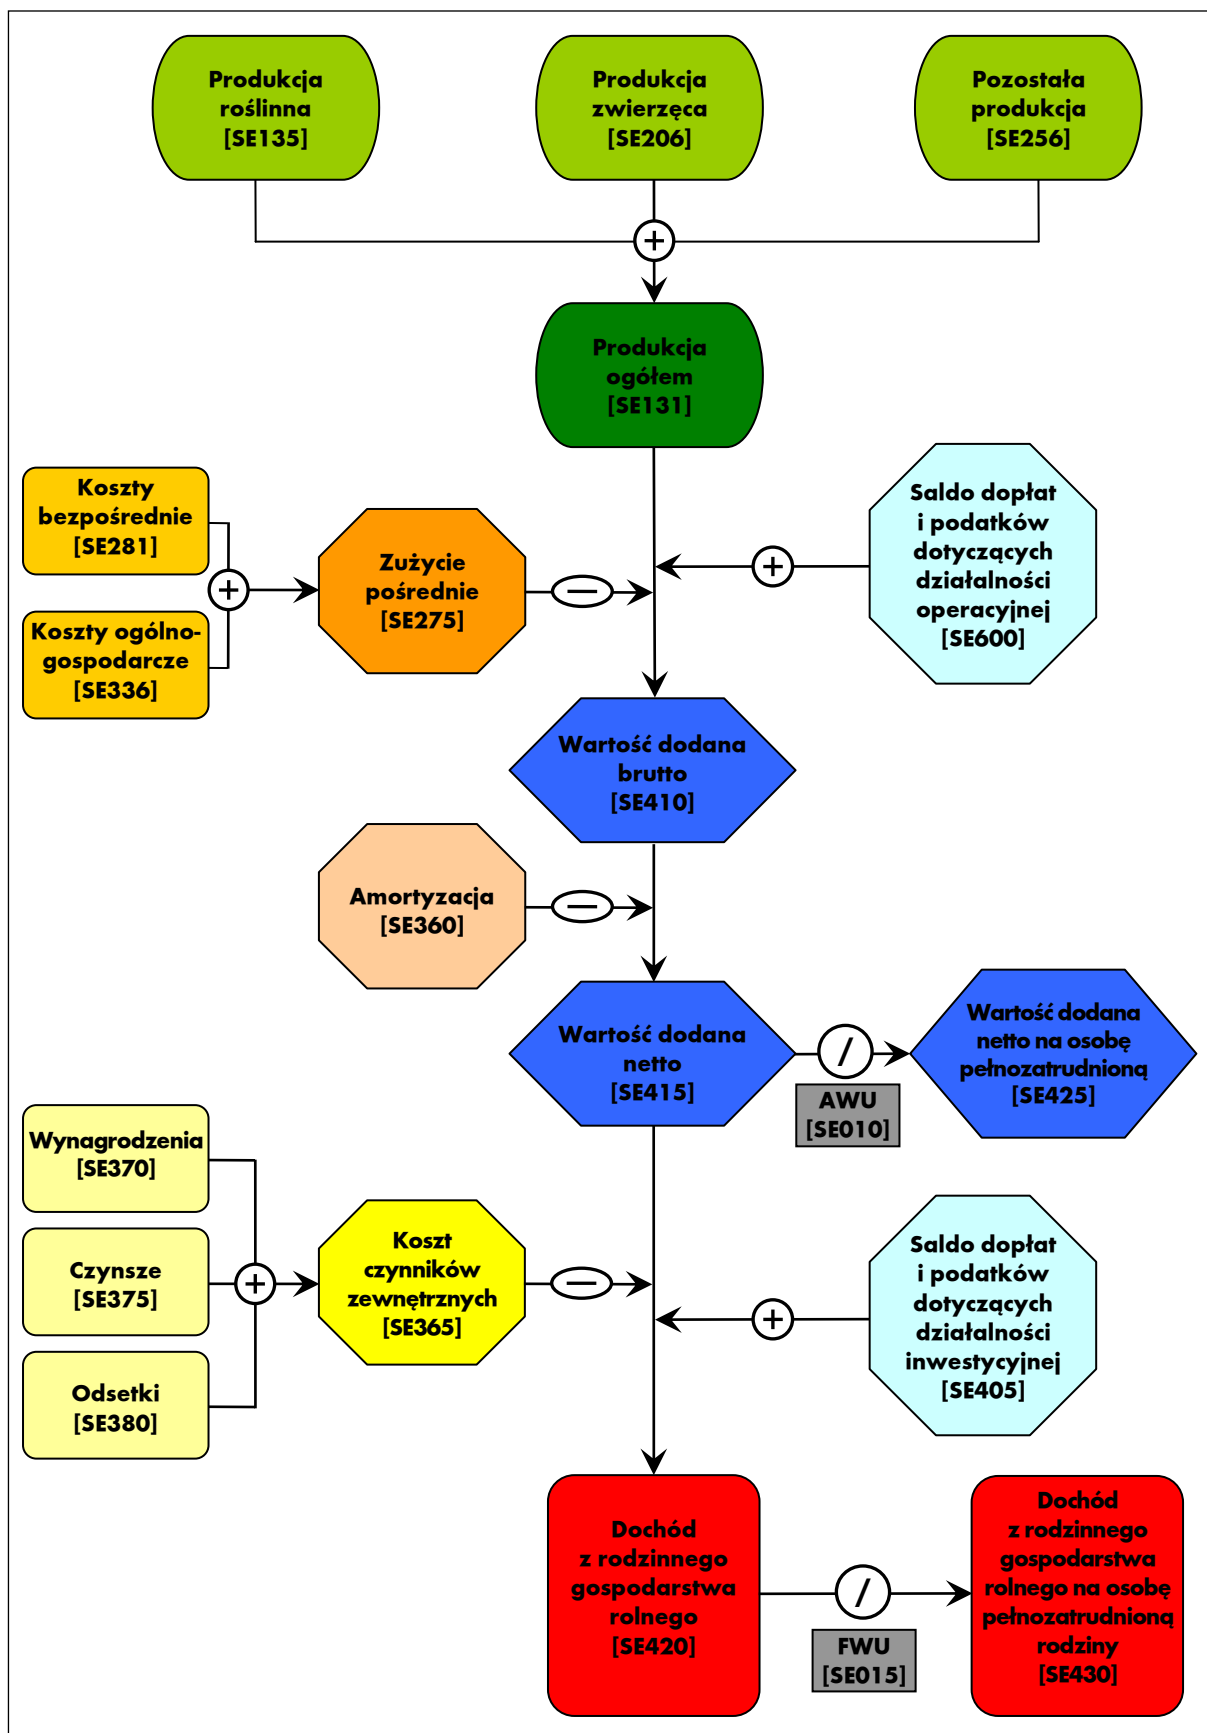 Produkcja
roślinna
[SE135]
Produkcja
zwierzęca
[SE206]
Pozostała
produkcja
[SE256]
+
Produkcja
ogółem
[SE131]
Koszty
bezpośrednie
[SE281]
+
Koszty ogólno-
gospodarcze
[SE336]
Zużycie
pośrednie
[SE275]
—
+
Saldo dopłat
i podatków
dotyczących
działalności
operacyjnej
[SE600]
Wartość dodana
brutto
[SE410]
Amortyzacja
[SE360]
—
Wartość dodana
netto
[SE415]
/
AWU
[SE010]
Wartość dodana
netto na osobę
pełnozatrudnioną
[SE425]
Wynagrodzenia
[SE370]
Czynsze
[SE375]
Odsetki
[SE380]
+
Koszt
czynników
zewnętrznych
[SE365]
—
+
Saldo dopłat
i podatków
dotyczących
działalności
inwestycyjnej
[SE405]
Dochód
z rodzinnego
gospodarstwa
rolnego
[SE420]
/
FWU
[SE015]
Dochód
z rodzinnego
gospodarstwa
rolnego na osobę
pełnozatrudnioną
rodziny
[SE430]